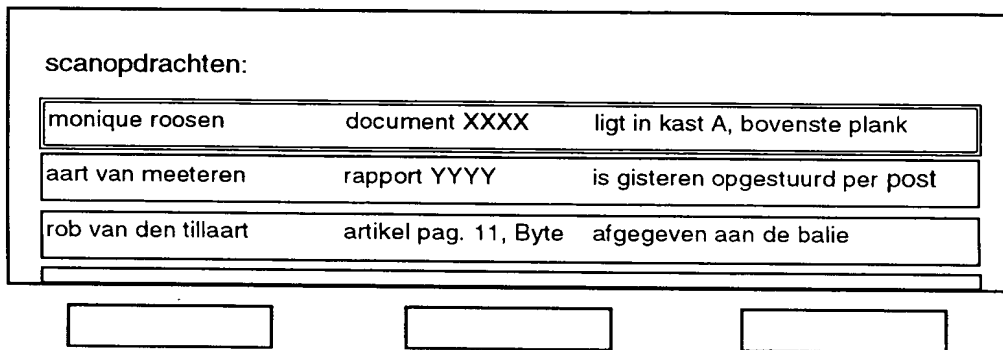 scanopdrachten:
monique roosen document XXXX ligt in kast A, bovenste plank
aart van meeteren rapport YYYY is gisteren opgestuurd per post
rob van den tillaart artikel pag. 11, Byte afgegeven aan de balie